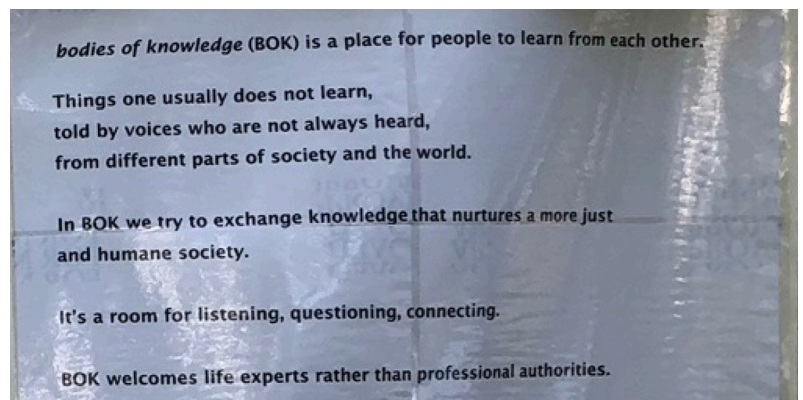 bodies of knowledge (BOK) is a place for people to learn from each other.
Things one usually does not learn,
told by voices who are not always heard,
from different parts of society and the world.
In BOK we try to exchange knowledge that nurtures a more just
and humane society.
It's a room for listening, questioning, connecting.
BOK welcomes life experts rather than professional authorities.